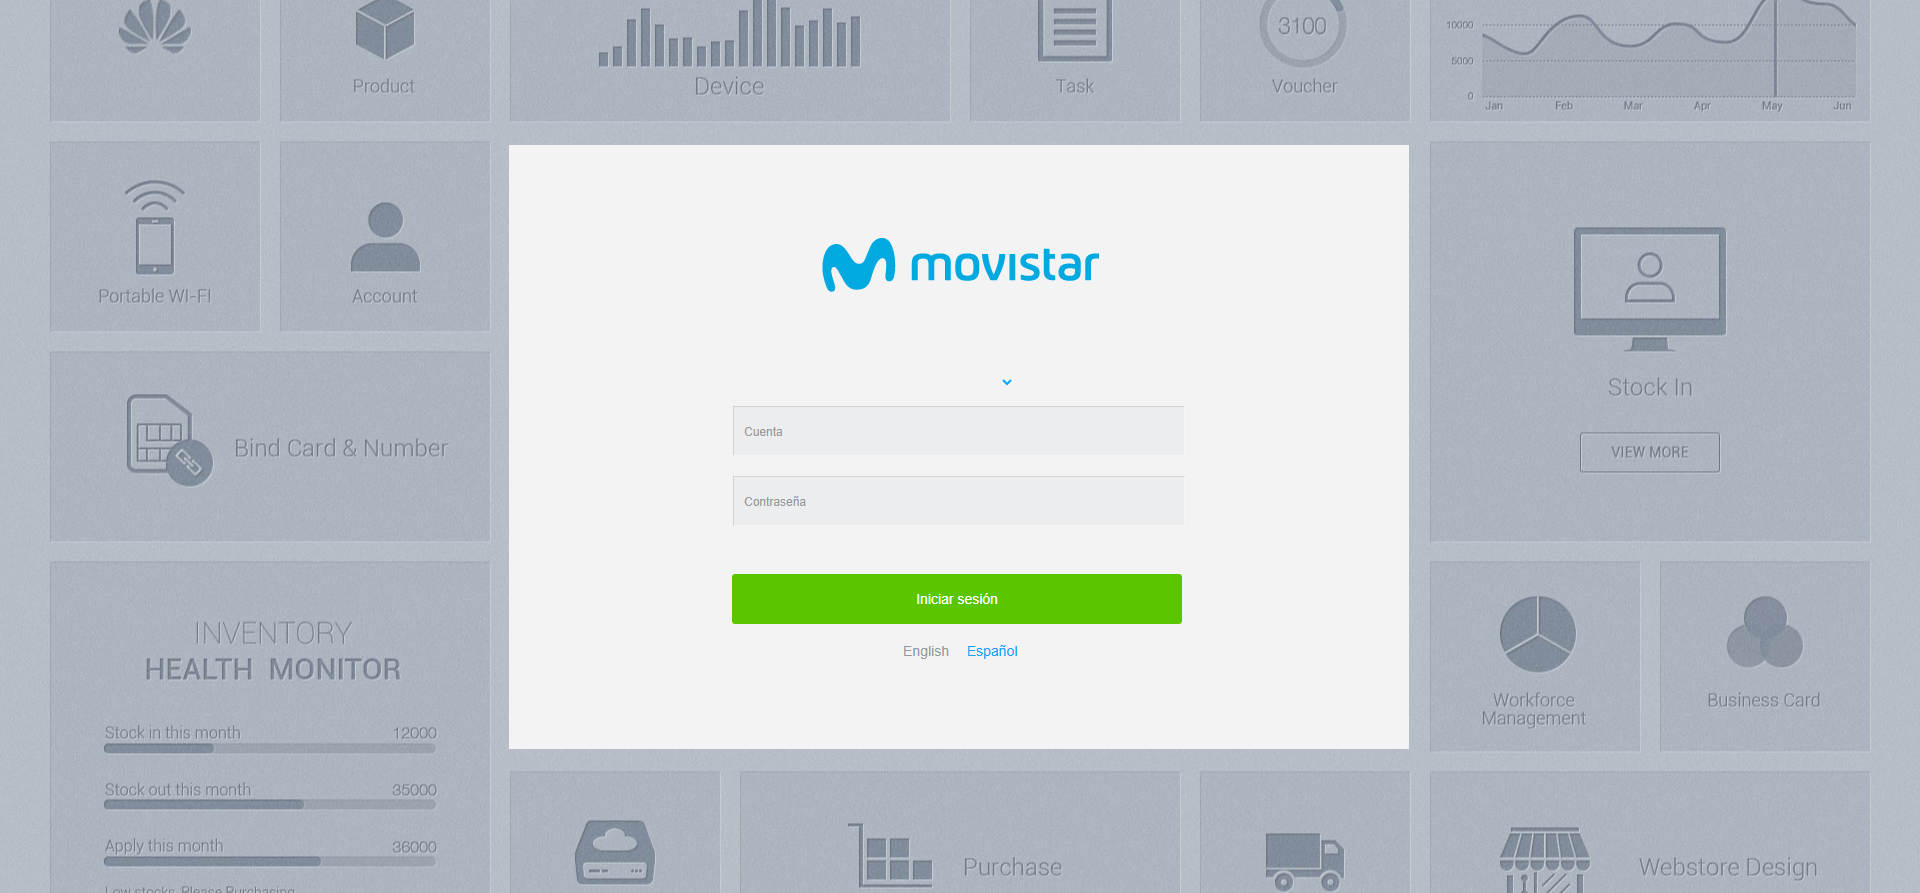 Product
Device
Task
3100
Voucher
10000
5000
0
Jan Feb Mar Apr May Jun
Portable WI-FI
Account
movistar
Stock In
VIEW MORE
Bind Card & Number
Cuenta
Contraseña
Iniciar sesión
English Español
INVENTORY
HEALTH MONITOR
Stock in this month 12000
Stock out this month 35000
Apply this month 36000
Low stocks, Please Purchasing
Workforce
Management
Business Card
Purchase
Webstore Design